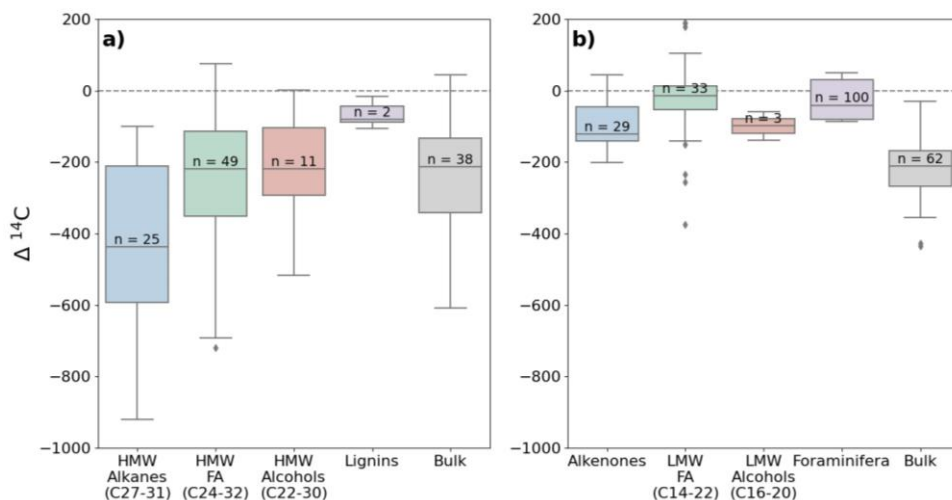 a)
Δ ¹⁴C
200
0
−200
−400
−600
−800
−1000
n = 25
n = 49
n = 11
n = 2
n = 38
HMW
Alkanes
(C27-31)
HMW
FA
(C24-32)
HMW
Alcohols
(C22-30)
Lignins
Bulk
b)
200
0
−200
−400
−600
−800
−1000
n = 29
n = 33
n = 3
n = 100
n = 62
Alkenones
LMW
FA
(C14-22)
LMW
Alcohols
(C16-20)
Foraminifera
Bulk